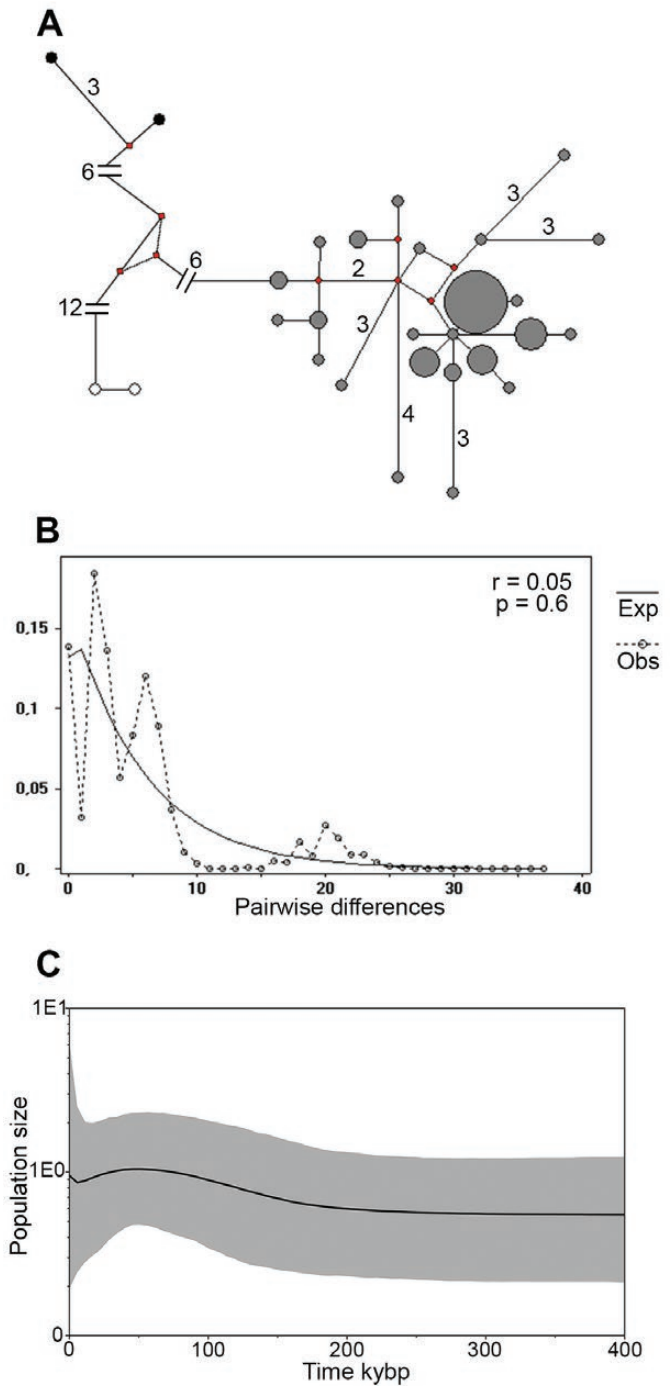 A
3
6
6
12
2
3
3
3
4
3
B
r = 0.05
p = 0.6
Exp
Obs
0,15
0,1
0,05
0,
0 10 20 30 40
Pairwise differences
C
1E1
1E0
0
Population size
0 100 200 300 400
Time kybp